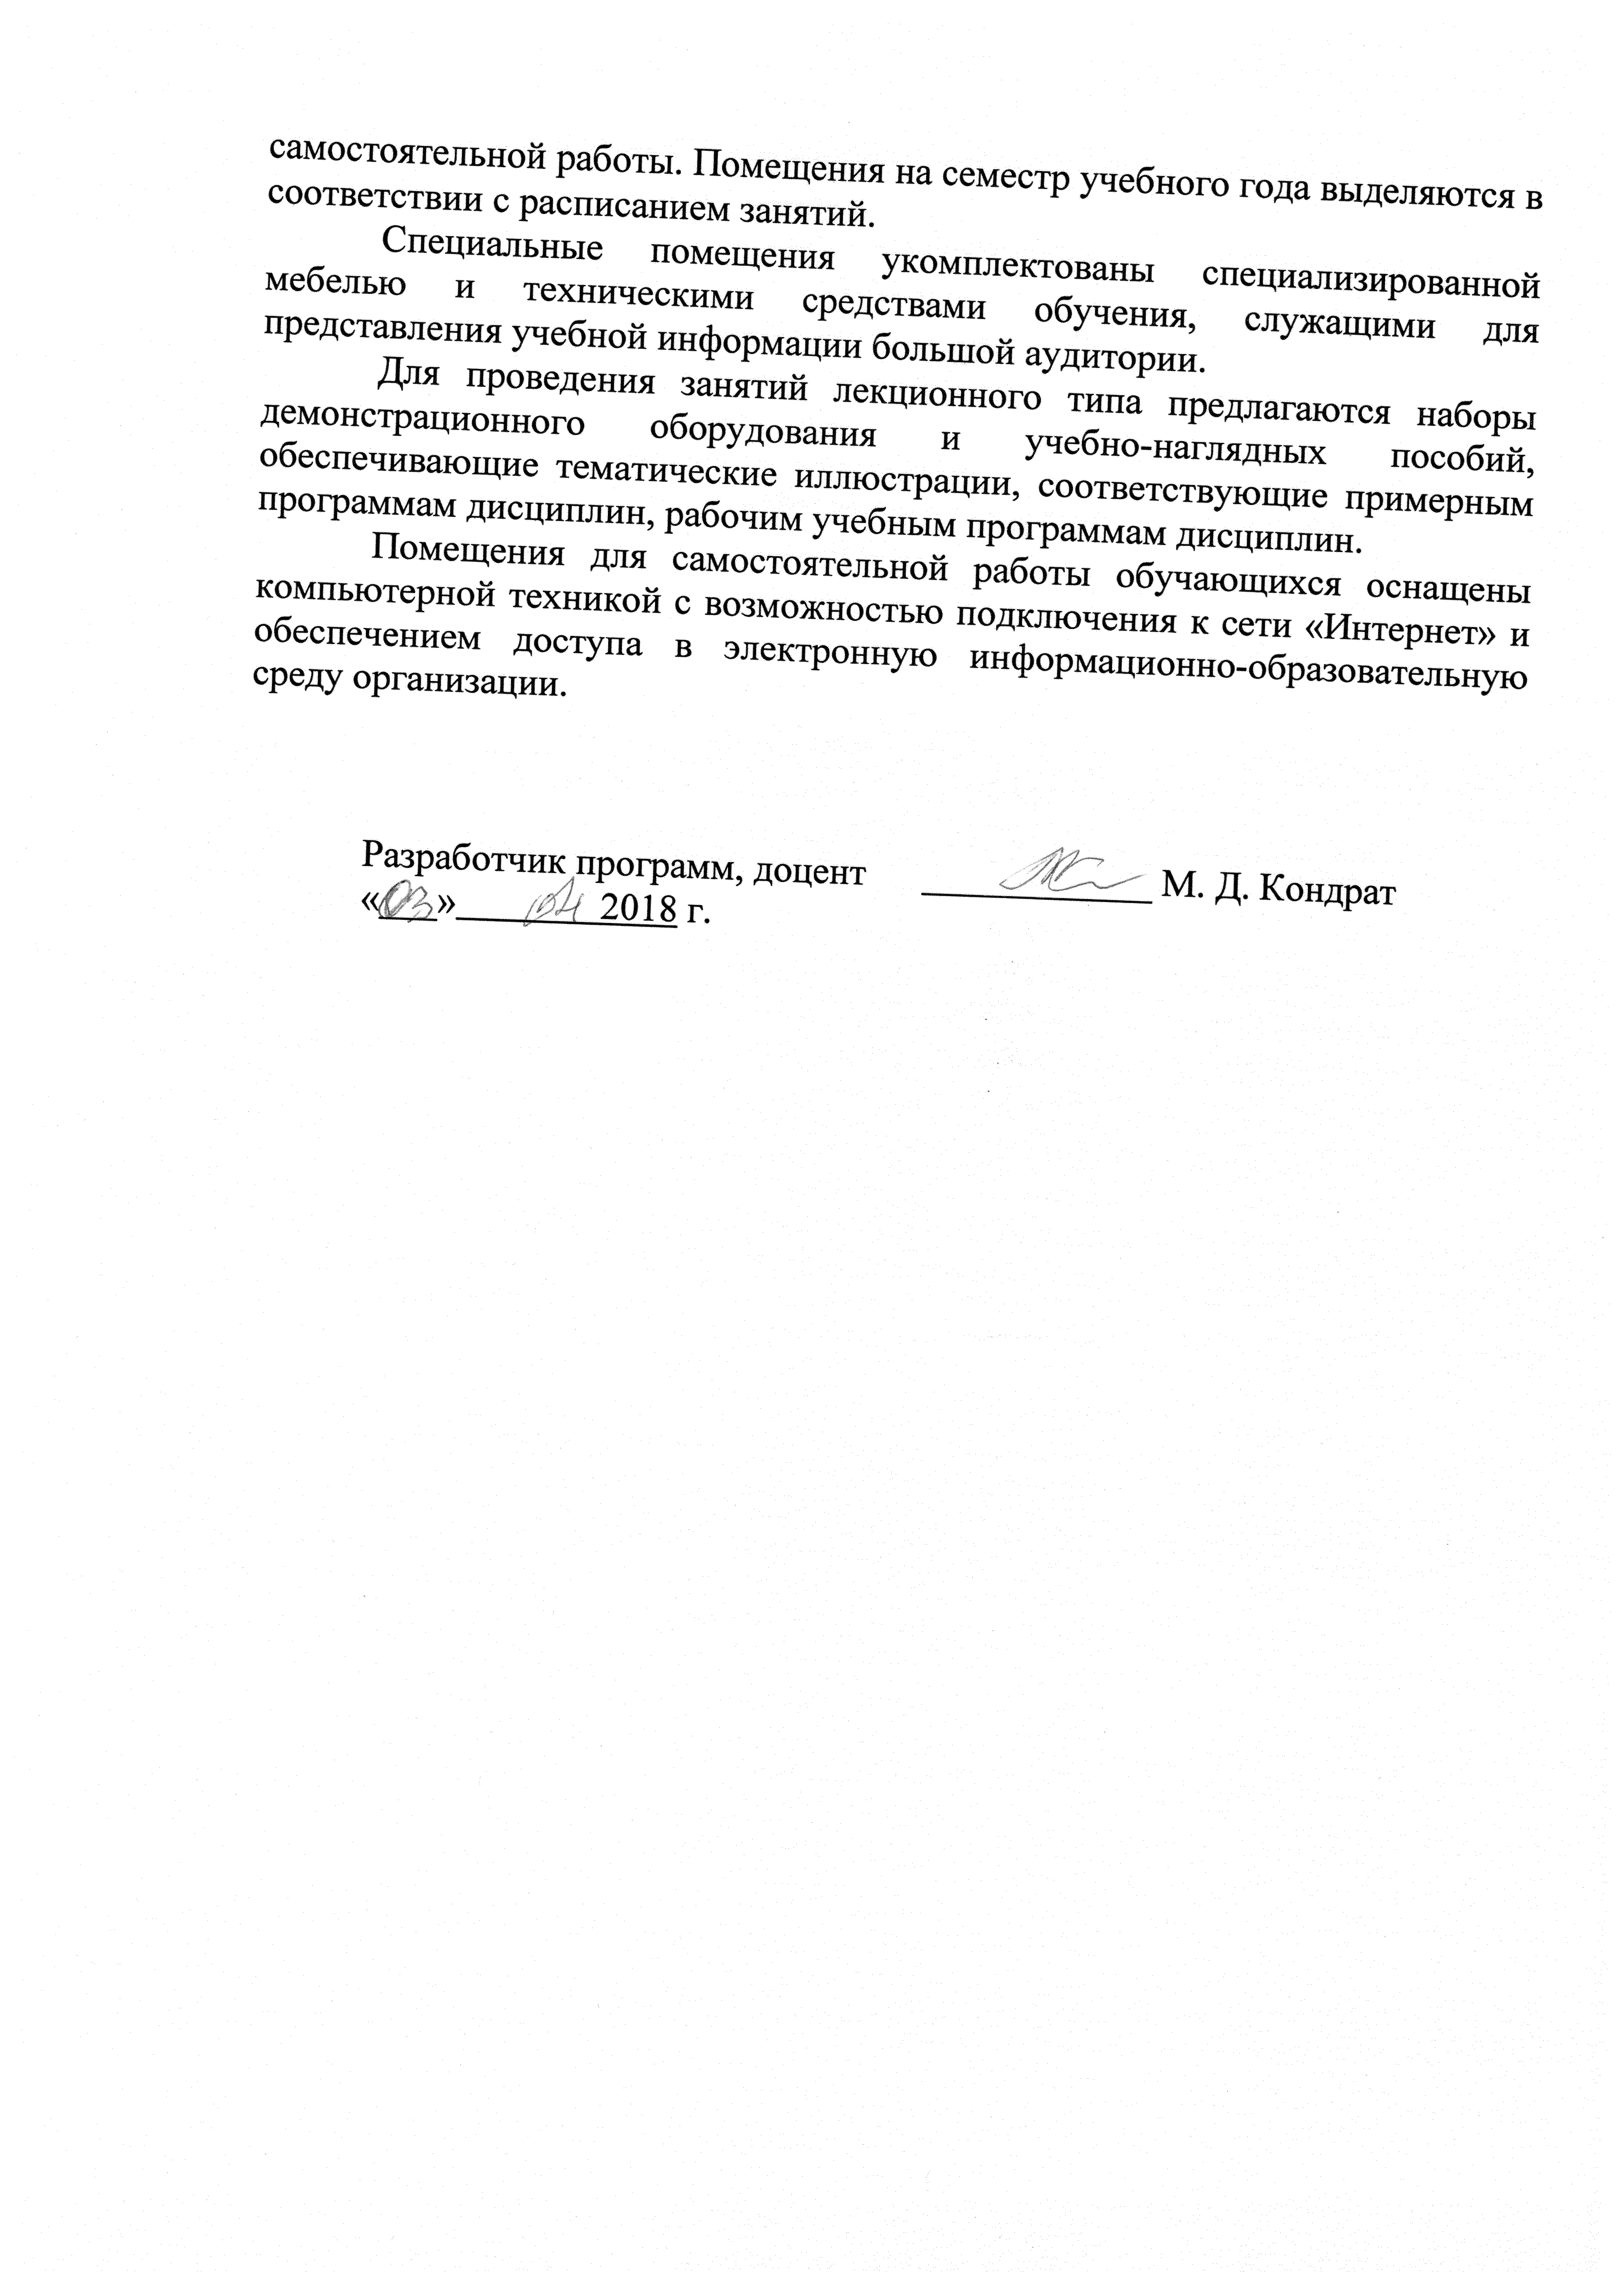 самостоятельной работы. Помещения на семестр учебного года выделяются в
соответствии с расписанием занятий.
Специальные помещения укомплектованы специализированной
мебелью и техническими средствами обучения, служащими для
представления учебной информации большой аудитории.
Для проведения занятий лекционного типа предлагаются наборы
демонстрационного оборудования и учебно-наглядных пособий,
обеспечивающие тематические иллюстрации, соответствующие примерным
программам дисциплин, рабочим учебным программам дисциплин.
Помещения для самостоятельной работы обучающихся оснащены
компьютерной техникой с возможностью подключения к сети «Интернет» и
обеспечением доступа в электронную информационно-образовательную
среду организации.
Разработчик программ, доцент М. Д. Кондрат
«03» 2018 г.